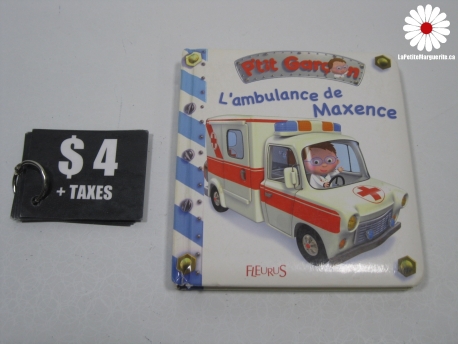 LaPetiteMarguerite.ca
P'tit Garçon
L'ambulance de
Maxence
$ 4
+ TAXES
FLEURUS